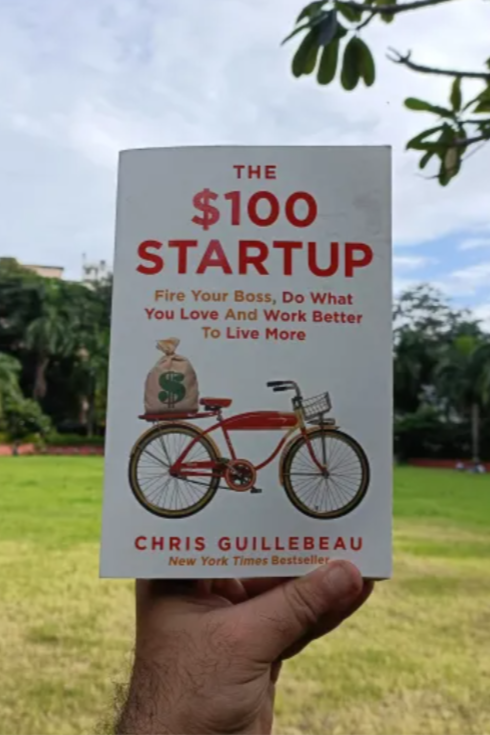 THE
$100
STARTUP
Fire Your Boss, Do What
You Love And Work Better
To Live More
$
CHRIS GUILLEBEAU
New York Times Bestseller